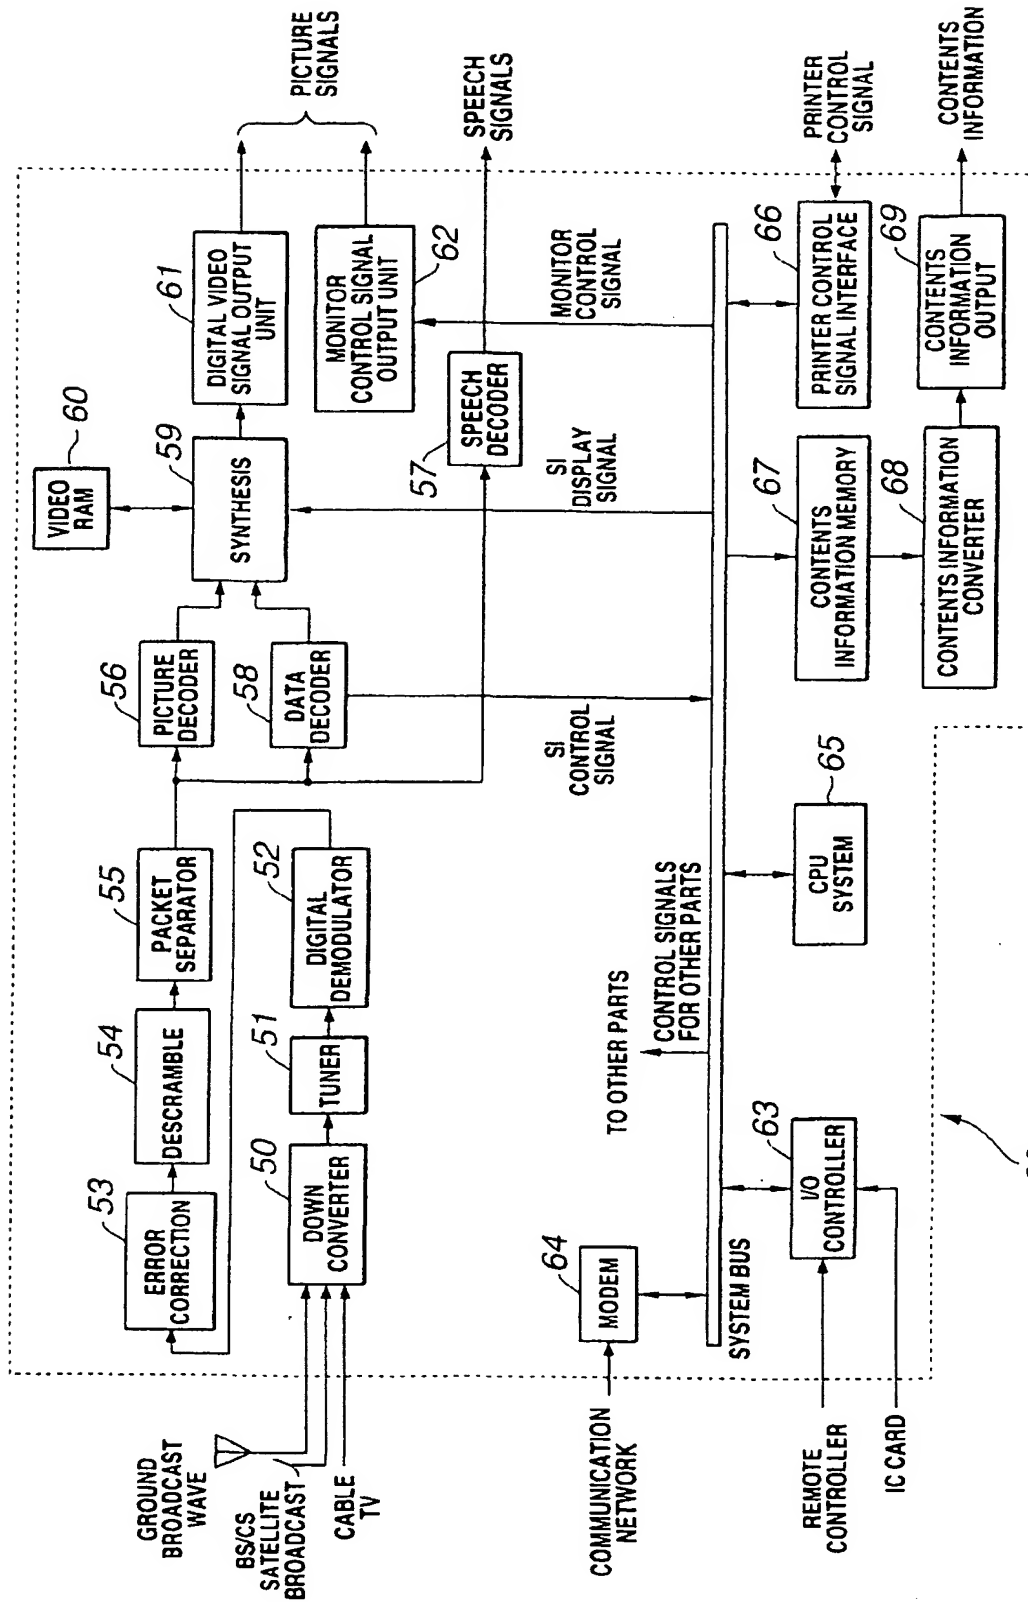 GROUND
BROADCAST
WAVE
BS/CS
SATELLITE
BROADCAST
CABLE
TV
53
ERROR
CORRECTION
54
DESCRAMBLE
55
PACKET
SEPARATOR
50
DOWN
CONVERTER
51
TUNER
52
DIGITAL
DEMODULATOR
56
PICTURE
DECODER
58
DATA
DECODER
60
VIDEO
RAM
59
SYNTHESIS
61
DIGITAL VIDEO
SIGNAL OUTPUT
UNIT
MONITOR
CONTROL SIGNAL
OUTPUT UNIT
62
PICTURE
SIGNALS
57
SPEECH
DECODER
SPEECH
SIGNALS
SI
CONTROL
SIGNAL
SI
DISPLAY
SIGNAL
MONITOR
CONTROL
SIGNAL
COMMUNICATION
NETWORK
64
MODEM
TO OTHER PARTS
CONTROL SIGNALS
FOR OTHER PARTS
SYSTEM BUS
REMOTE
CONTROLLER
IC CARD
63
I/O
CONTROLLER
65
CPU
SYSTEM
67
CONTENTS
INFORMATION MEMORY
66
PRINTER CONTROL
SIGNAL INTERFACE
PRINTER
CONTROL
SIGNAL
68
CONTENTS INFORMATION
CONVERTER
69
CONTENTS
INFORMATION
OUTPUT
CONTENTS
INFORMATION